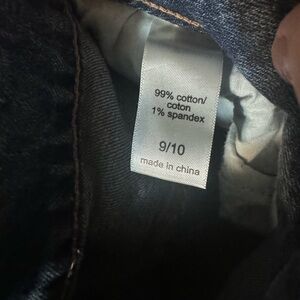 99% cotton/
coton
1% spandex
9/10
made in china